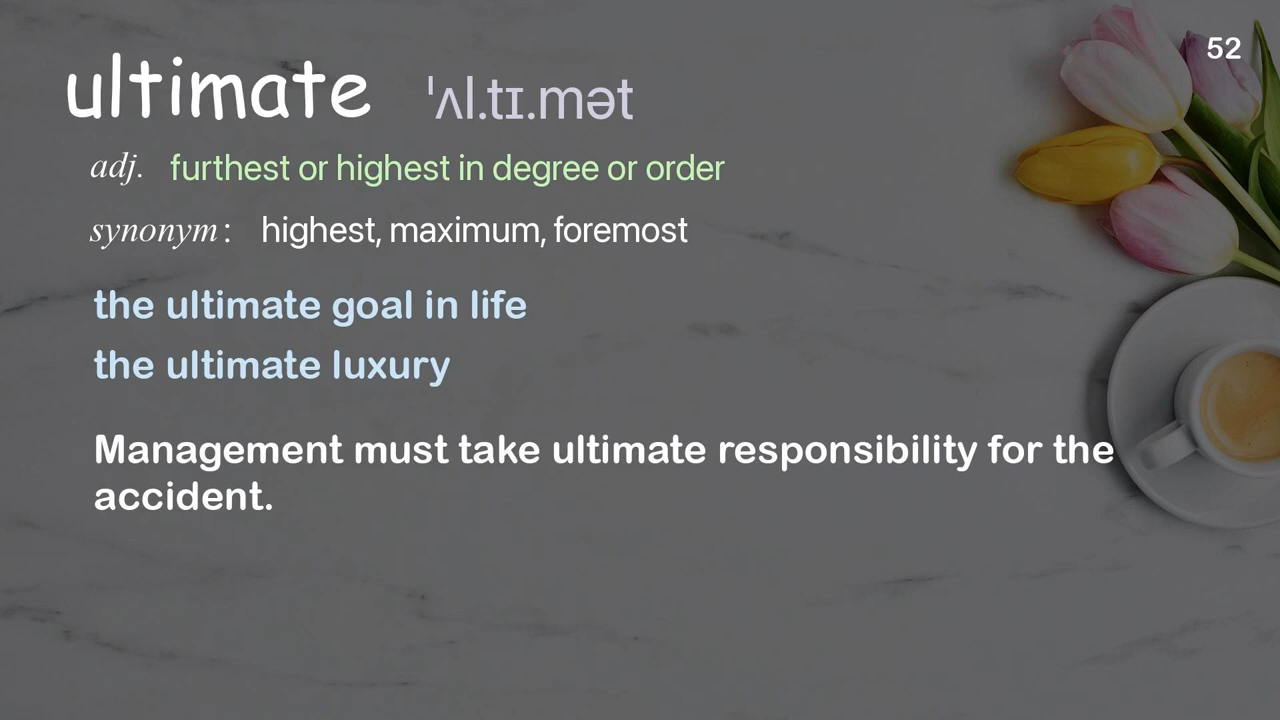 52
ultimate ˈʌl.tɪ.mət
adj. furthest or highest in degree or order
synonym: highest, maximum, foremost
the ultimate goal in life
the ultimate luxury
Management must take ultimate responsibility for the
accident.